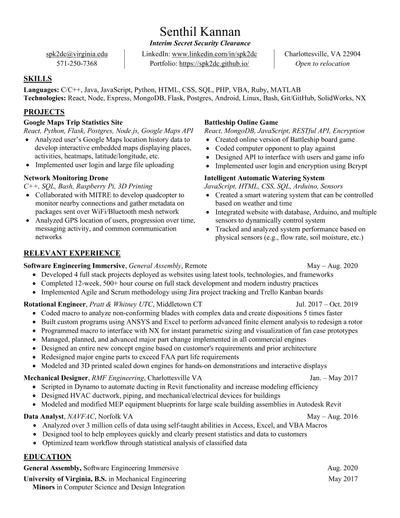 Senthil Kannan
Interim Secret Security Clearance
spk2dc@virginia.edu
571-250-7368
LinkedIn: www.linkedin.com/in/spk2dc
Portfolio: https://spk2dc.github.io/
Charlottesville, VA 22904
Open to relocation
SKILLS
Languages: C/C++, Java, JavaScript, Python, HTML, CSS, SQL, PHP, VBA, Ruby, MATLAB
Technologies: React, Node, Express, MongoDB, Flask, Postgres, Android, Linux, Bash, Git/GitHub, SolidWorks, NX
PROJECTS
Google Maps Trip Statistics Site
React, Python, Flask, Postgres, Node.js, Google Maps API
• Analyzed user's Google Maps location history data to
develop interactive embedded maps displaying places,
activities, heatmaps, latitude/longitude, etc.
• Implemented user login and large file uploading
Network Monitoring Drone
C++, SQL, Bash, Raspberry Pi, 3D Printing
• Collaborated with MITRE to develop quadcopter to
monitor nearby connections and gather metadata on
packages sent over WiFi/Bluetooth mesh network
• Analyzed GPS location of users, progression over time,
messaging activity, and common communication
networks
Battleship Online Game
React, MongoDB, JavaScript, RESTful API, Encryption
• Created online version of Battleship board game
• Coded computer opponent to play against
• Designed API to interface with users and game info
• Implemented user login and encryption using Bcrypt
Intelligent Automatic Watering System
JavaScript, HTML, CSS, SQL, Arduino, Sensors
• Created a smart watering system that can be controlled
based on weather and time
• Integrated website with database, Arduino, and multiple
sensors to dynamically control system
• Tracked and analyzed system performance based on
physical sensors (e.g., flow rate, soil moisture, etc.)
RELEVANT EXPERIENCE
Software Engineering Immersive, General Assembly, Remote May – Aug. 2020
• Developed 4 full stack projects deployed as websites using latest tools, technologies, and frameworks
• Completed 12-week, 500+ hour course on full stack development and modern industry practices
• Implemented Agile and Scrum methodology using Jira project tracking and Trello Kanban boards
Rotational Engineer, Pratt & Whitney UTC, Middletown CT Jul. 2017 – Oct. 2019
• Coded macro to analyze non-conforming blades with complex data and create dispositions 5 times faster
• Built custom programs using ANSYS and Excel to perform advanced finite element analysis to redesign a rotor
• Programmed macro to interface with NX for instant parametric sizing and visualization of fan case prototypes
• Managed, planned, and advanced major part change implemented in all commercial engines
• Designed an entire new concept engine based on customer's requirements and prior architecture
• Redesigned major engine parts to exceed FAA part life requirements
• Modeled and 3D printed scaled down engines for hands-on demonstrations and interactive displays
Mechanical Designer, RMF Engineering, Charlottesville VA Jan. – May 2017
• Scripted in Dynamo to automate ducting in Revit functionality and increase modeling efficiency
• Designed HVAC ductwork, piping, and mechanical/electrical devices for buildings
• Modeled and modified MEP equipment blueprints for large scale building assemblies in Autodesk Revit
Data Analyst, NAVFAC, Norfolk VA May – Aug. 2016
• Analyzed over 3 million cells of data using self-taught abilities in Access, Excel, and VBA Macros
• Designed tool to help employees quickly and clearly present statistics and data to customers
• Optimized team workflow through statistical analysis of classified data
EDUCATION
General Assembly, Software Engineering Immersive Aug. 2020
University of Virginia, B.S. in Mechanical Engineering May 2017
Minors in Computer Science and Design Integration